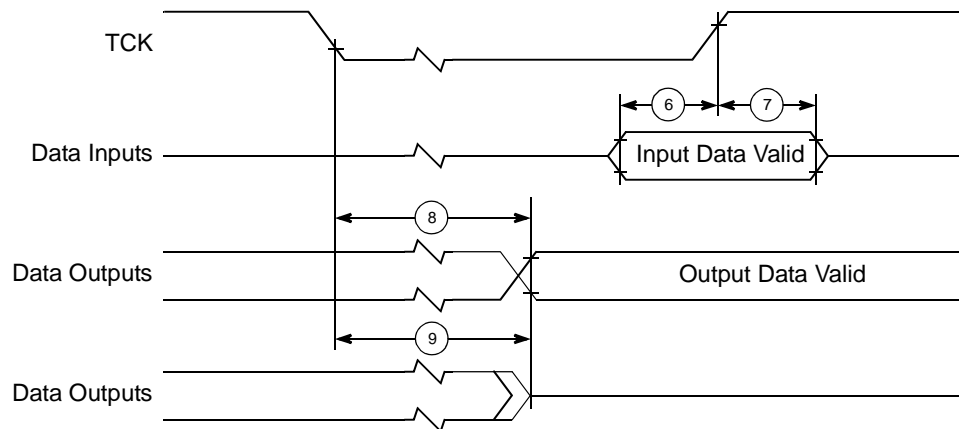 TCK
6
7
Data Inputs
Input Data Valid
8
Data Outputs
Output Data Valid
9
Data Outputs